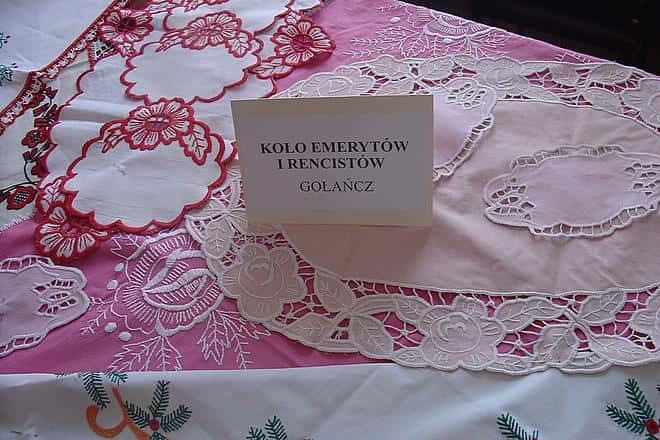 KOŁO EMERYTÓW
I RENCISTÓW
GOŁAŃCZ